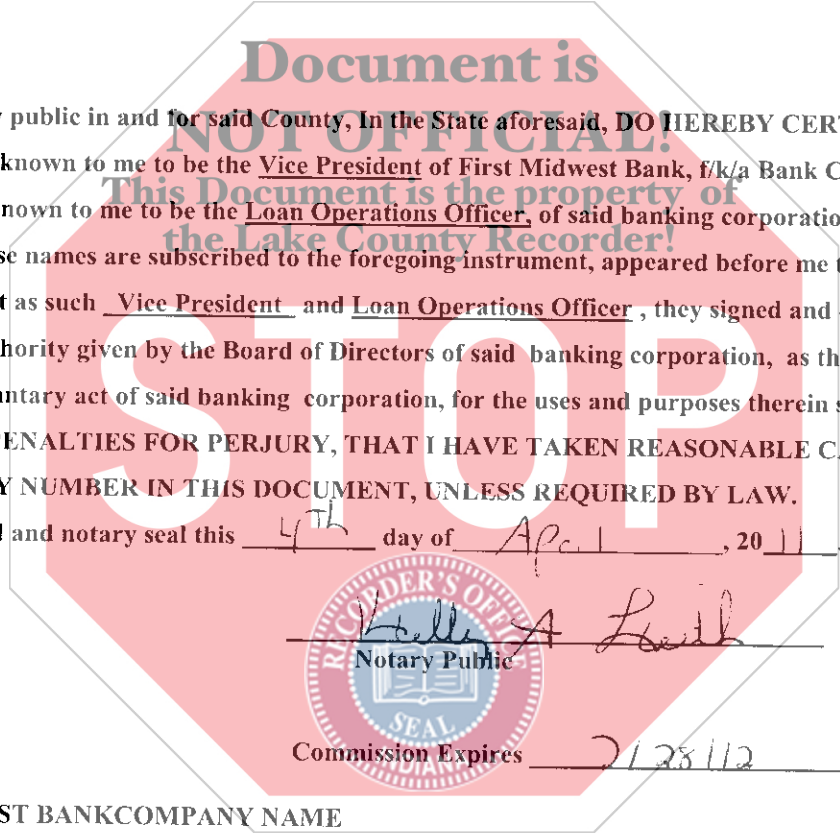 Document is
public in and for said County, In the State aforesaid, DO HEREBY CER
NOT OFFICIAL!
known to me to be the Vice President of First Midwest Bank, f/k/a Bank C
This Document is the property of
nown to me to be the Loan Operations Officer, of said banking corporatio
the Lake County Recorder!
se names are subscribed to the foregoing instrument, appeared before me t
t as such Vice President and Loan Operations Officer , they signed and
hority given by the Board of Directors of said banking corporation, as th
ntary act of said banking corporation, for the uses and purposes therein s
STOP
PENALTIES FOR PERJURY, THAT I HAVE TAKEN REASONABLE CA
Y NUMBER IN THIS DOCUMENT, UNLESS REQUIRED BY LAW.
and notary seal this 4Th day of April , 20 11
RECORDER'S OFFICE
Kelly A
Notary Public
SEAL
INDIANA
Commission Expires 2/28/12
ST BANKCOMPANY NAME